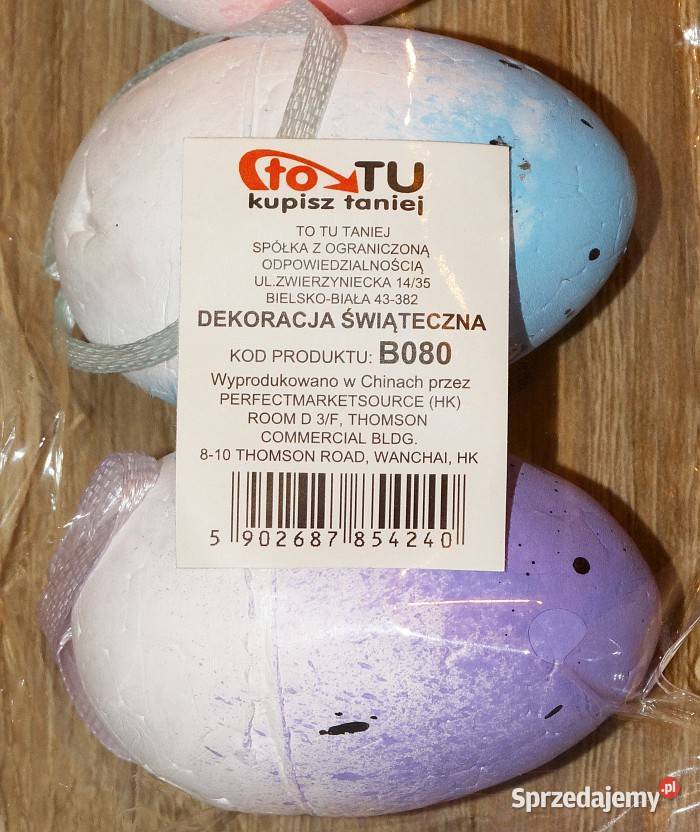 to TU
kupisz taniej
TO TU TANIEJ
SPÓŁKA Z OGRANICZONĄ
ODPOWIEDZIALNOŚCIĄ
UL.ZWIERZYNIECKA 14/35
BIELSKO-BIAŁA 43-382
DEKORACJA ŚWIĄTECZNA
KOD PRODUKTU: B080
Wyprodukowano w Chinach przez
PERFECTMARKETSOURCE (HK)
ROOM D 3/F, THOMSON
COMMERCIAL BLDG.
8-10 THOMSON ROAD, WANCHAI, HK
5 902687 854240
Sprzedajemy.pl